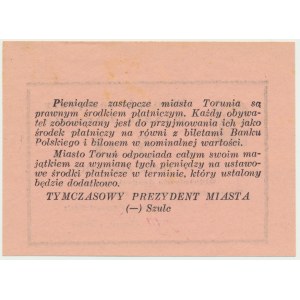 Pieniądze zastępcze miasta Torunia są
prawnym środkiem płatniczym. Każdy obywa-
tel zobowiązany jest do przyjmowania ich jako
środek płatniczy na równi z biletami Banku
Polskiego i bilonem w nominalnej wartości.
Miasto Toruń odpowiada całym swoim ma-
jątkiem za wymianę tych pieniędzy na ustawo-
we środki płatnicze w terminie, który ustalony
będzie dodatkowo.
TYMCZASOWY PREZYDENT MIASTA
(—) Szulc